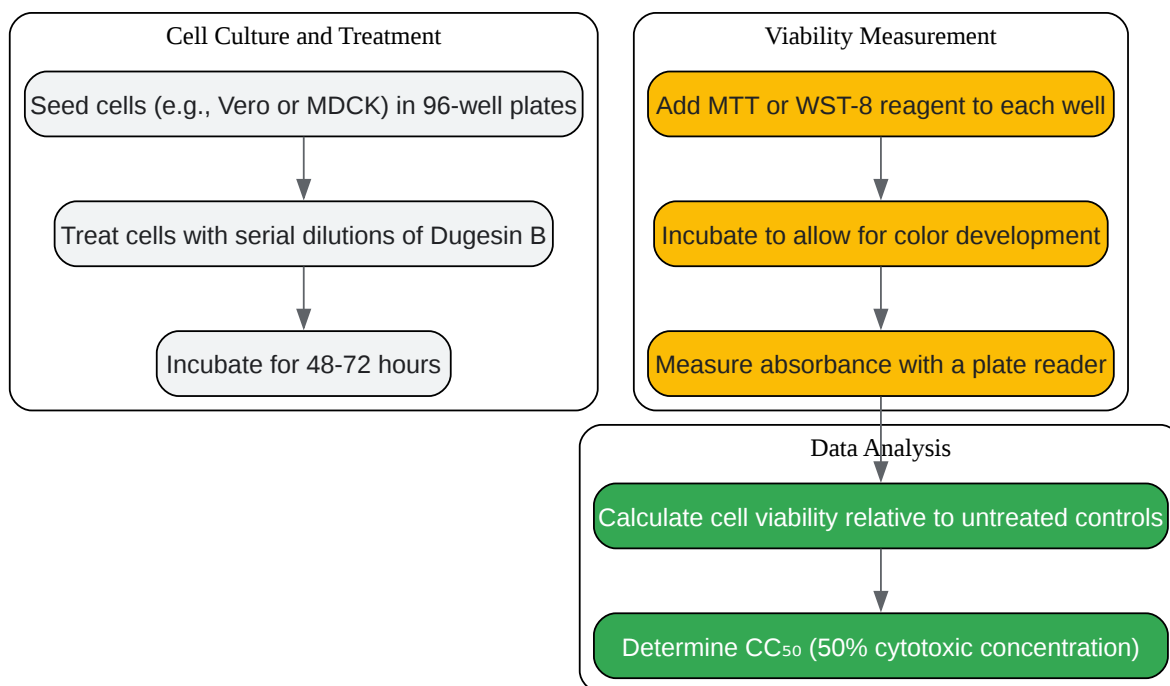 Cell Culture and Treatment
Seed cells (e.g., Vero or MDCK) in 96-well plates
Treat cells with serial dilutions of Dugesin B
Incubate for 48-72 hours
Viability Measurement
Add MTT or WST-8 reagent to each well
Incubate to allow for color development
Measure absorbance with a plate reader
Data Analysis
Calculate cell viability relative to untreated controls
Determine CC₅₀ (50% cytotoxic concentration)